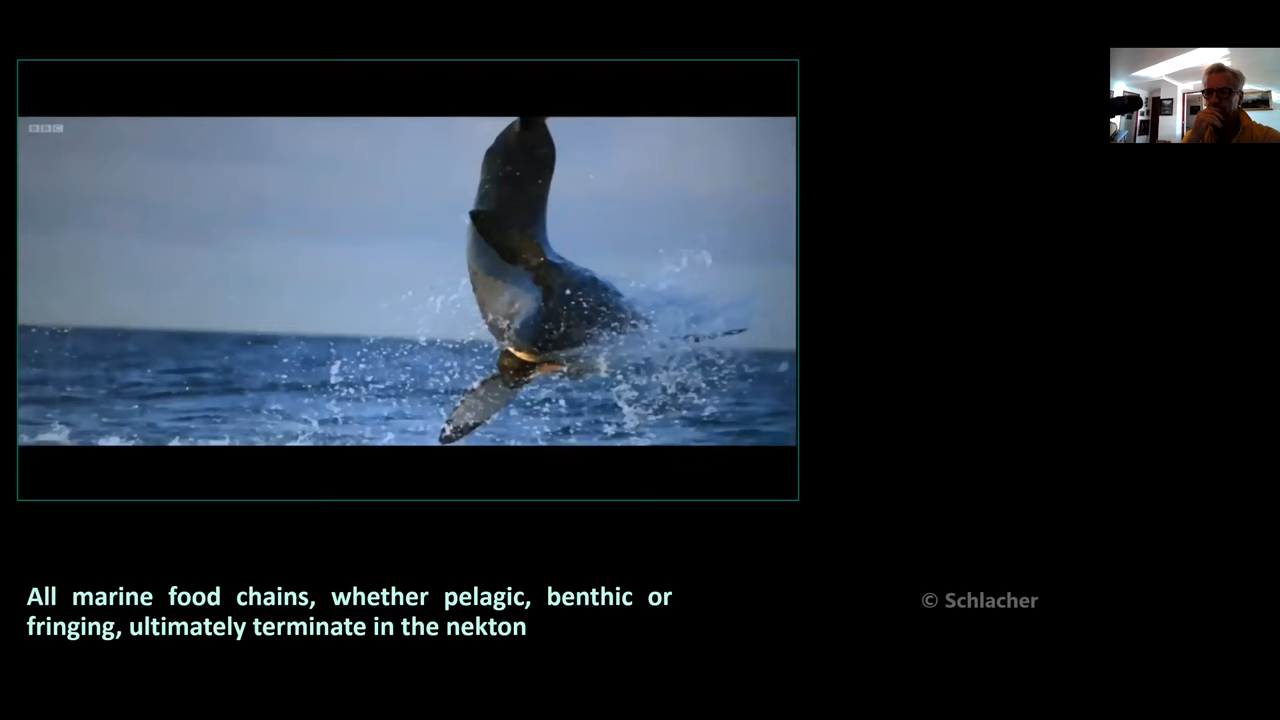 BBC
All marine food chains, whether pelagic, benthic or
fringing, ultimately terminate in the nekton
© Schlacher